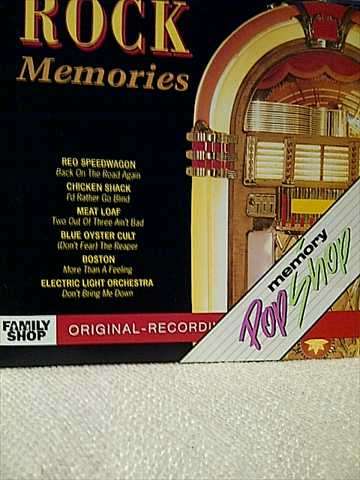 ROCK
Memories
REO SPEEDWAGON
Back On The Road Again
CHICKEN SHACK
I'd Rather Go Blind
MEAT LOAF
Two Out Of Three Ain't Bad
BLUE OYSTER CULT
(Don't Fear) The Reaper
BOSTON
More Than A Feeling
ELECTRIC LIGHT ORCHESTRA
Don't Bring Me Down
memory
Pop Shop
FAMILY
SHOP
ORIGINAL-RECORDI